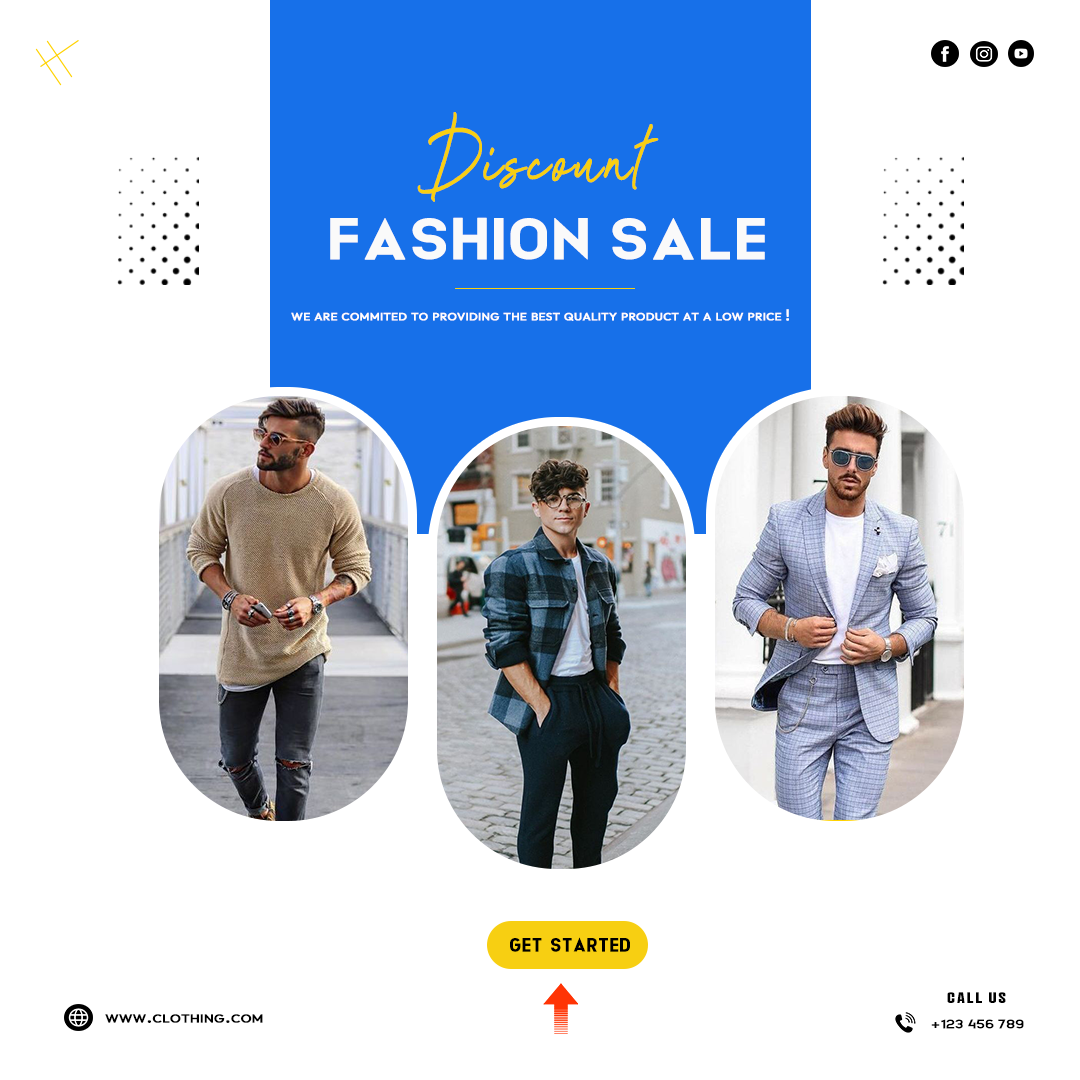 Discount
FASHION SALE
WE ARE COMMITED TO PROVIDING THE BEST QUALITY PRODUCT AT A LOW PRICE !
71
GET STARTED
WWW.CLOTHING.COM
CALL US
+123 456 789